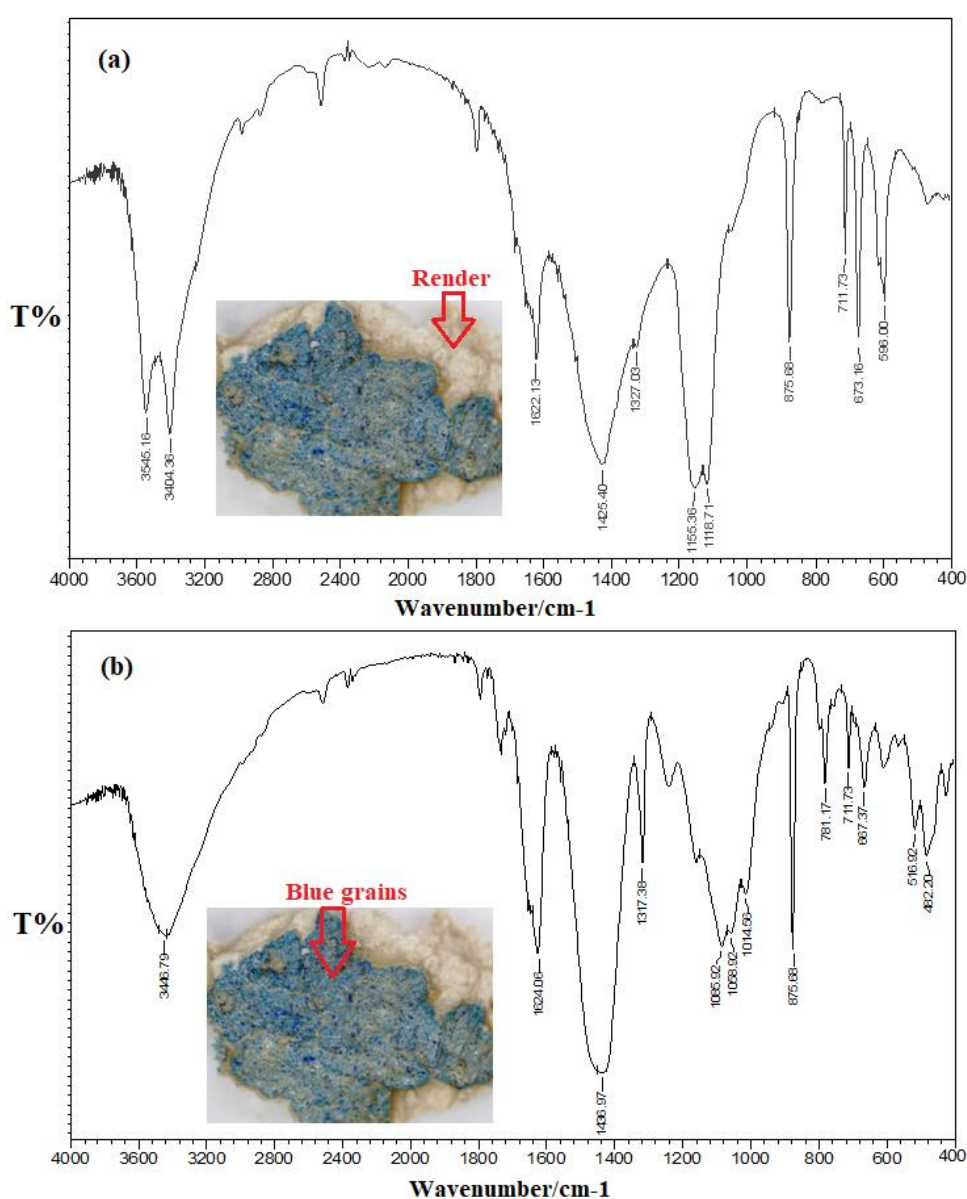 (a)
Render
T%
3545.16
3404.36
1622.13
1425.40
1327.03
1155.36
1118.71
875.68
711.73
673.16
596.00
4000 3600 3200 2800 2400 2000 1800 1600 1400 1200 1000 800 600 400
Wavenumber/cm-1
(b)
Blue grains
T%
3446.79
1624.06
1436.97
1317.38
1085.92
1058.92
1014.56
875.68
781.17
711.73
667.37
516.92
482.20
4000 3600 3200 2800 2400 2000 1800 1600 1400 1200 1000 800 600 400
Wavenumber/cm-1